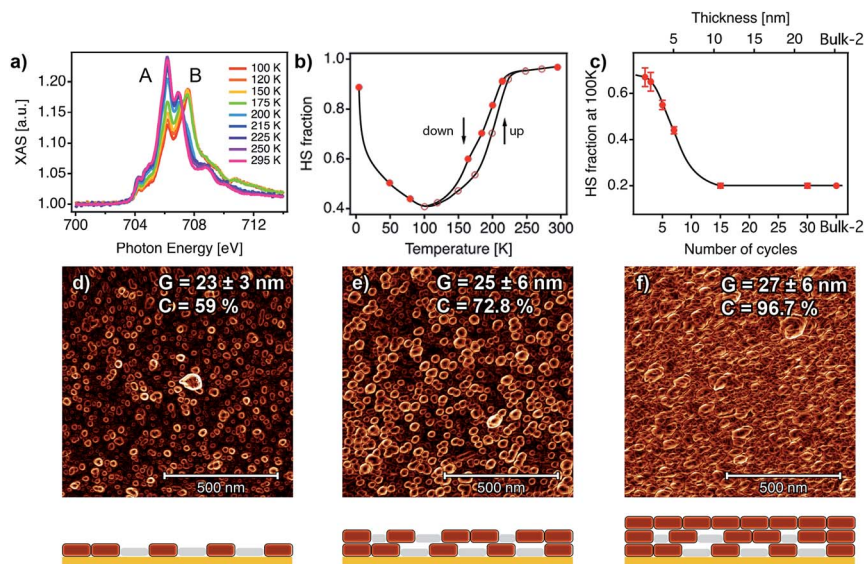 a)
XAS [a.u.]
1.20
1.15
1.10
1.05
1.00
A B
100 K
120 K
150 K
175 K
200 K
215 K
225 K
250 K
295 K
700 704 708 712
Photon Energy [eV]
b)
HS fraction
1.0
0.8
0.6
0.4
down
up
0 50 100 150 200 250 300
Temperature [K]
Thickness [nm]
5 10 15 20 25 Bulk-2
c)
HS fraction at 100K
0.6
0.4
0.2
0 5 10 15 20 25 30 Bulk-2
Number of cycles
d)
G = 23 ± 3 nm
C = 59 %
500 nm
e)
G = 25 ± 6 nm
C = 72.8 %
500 nm
f)
G = 27 ± 6 nm
C = 96.7 %
500 nm